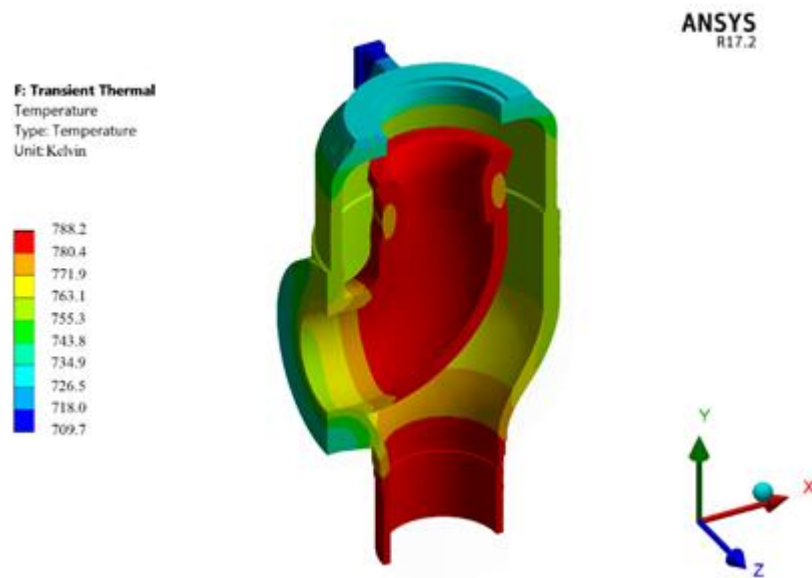 ANSYS
R17.2
F: Transient Thermal
Temperature
Type: Temperature
Unit: Kelvin
788.2
780.4
771.9
763.1
755.3
743.8
734.9
726.5
718.0
709.7
Y
X
Z